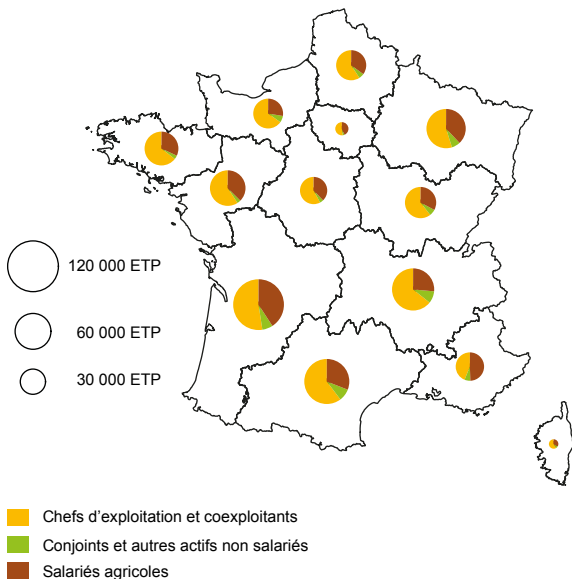 120 000 ETP
60 000 ETP
30 000 ETP
Chefs d'exploitation et coexploitants
Conjoints et autres actifs non salariés
Salariés agricoles